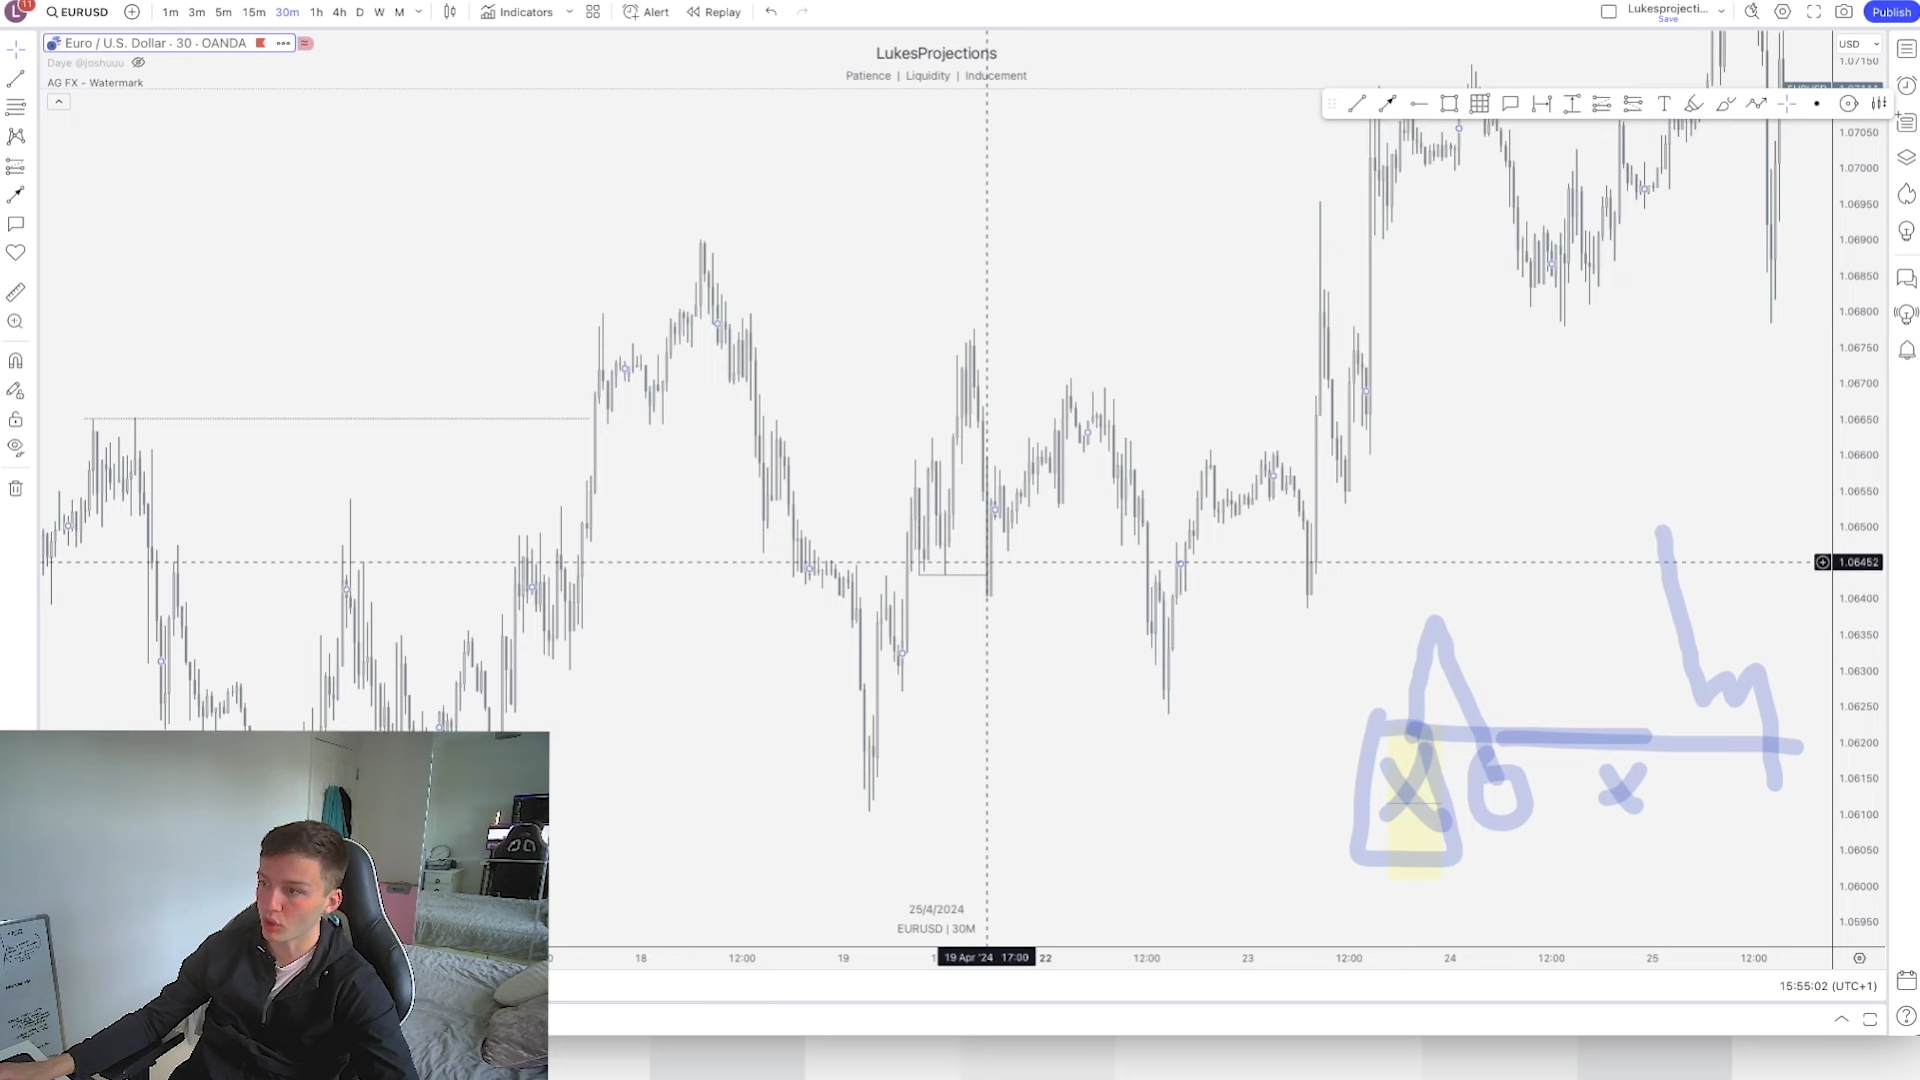 L 11 EURUSD 1m 3m 5m 15m 30m 1h 4h D W M Indicators Alert Replay Lukesprojecti... Save Publish
Euro / U.S. Dollar · 30 · OANDA
Daye @joshuuu
AG FX - Watermark
LukesProjections
Patience | Liquidity | Inducement
USD
1.07150
1.07050
1.07000
1.06950
1.06900
1.06850
1.06800
1.06750
1.06700
1.06650
1.06600
1.06550
1.06500
1.06452
1.06400
1.06350
1.06300
1.06250
1.06200
1.06150
1.06100
1.06050
1.06000
1.05950
X O X
25/4/2024
EURUSD | 30M
18 12:00 19 19 Apr '24 17:00 22 12:00 23 12:00 24 12:00 25 12:00
15:55:02 (UTC+1)